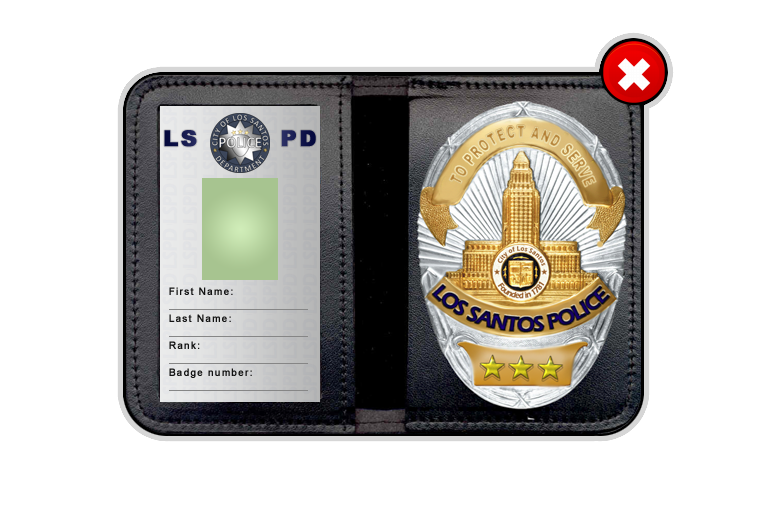 LS PD
CITY OF LOS SANTOS
POLICE
DEPARTMENT
First Name:
Last Name:
Rank:
Badge number:
TO PROTECT AND SERVE
City of Los Santos
Founded in 1781
LOS SANTOS POLICE